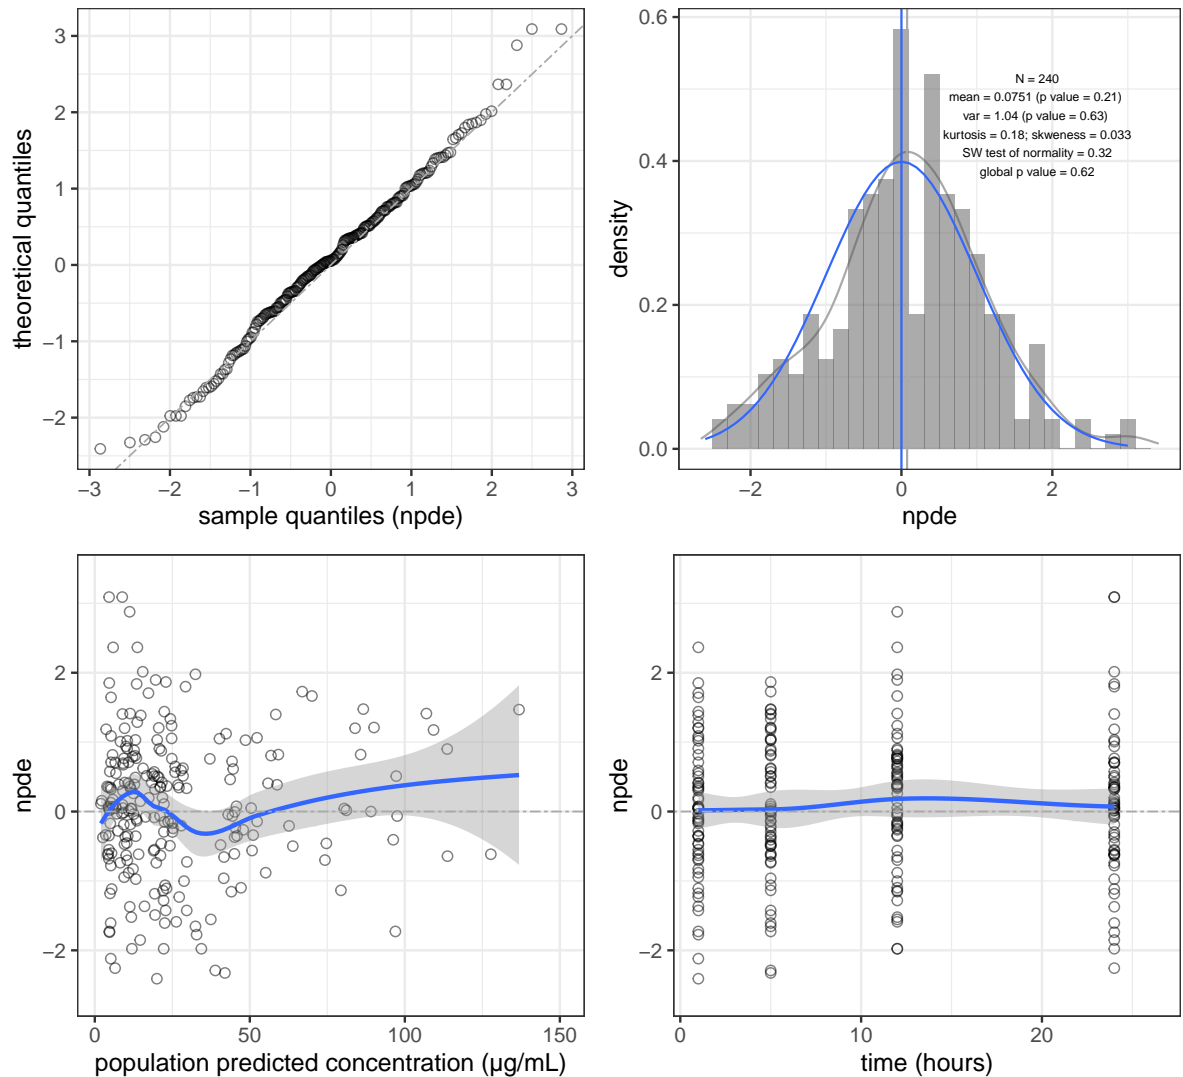 3
2
1
0
−1
−2
−3
−2
−1
0
1
2
3
theoretical quantiles
sample quantiles (npde)
0.6
0.4
0.2
0.0
−2
0
2
density
npde
N = 240
mean = 0.0751 (p value = 0.21)
var = 1.04 (p value = 0.63)
kurtosis = 0.18; skweness = 0.033
SW test of normality = 0.32
global p value = 0.62
2
0
−2
0
50
100
150
npde
population predicted concentration (μg/mL)
2
0
−2
0
10
20
npde
time (hours)